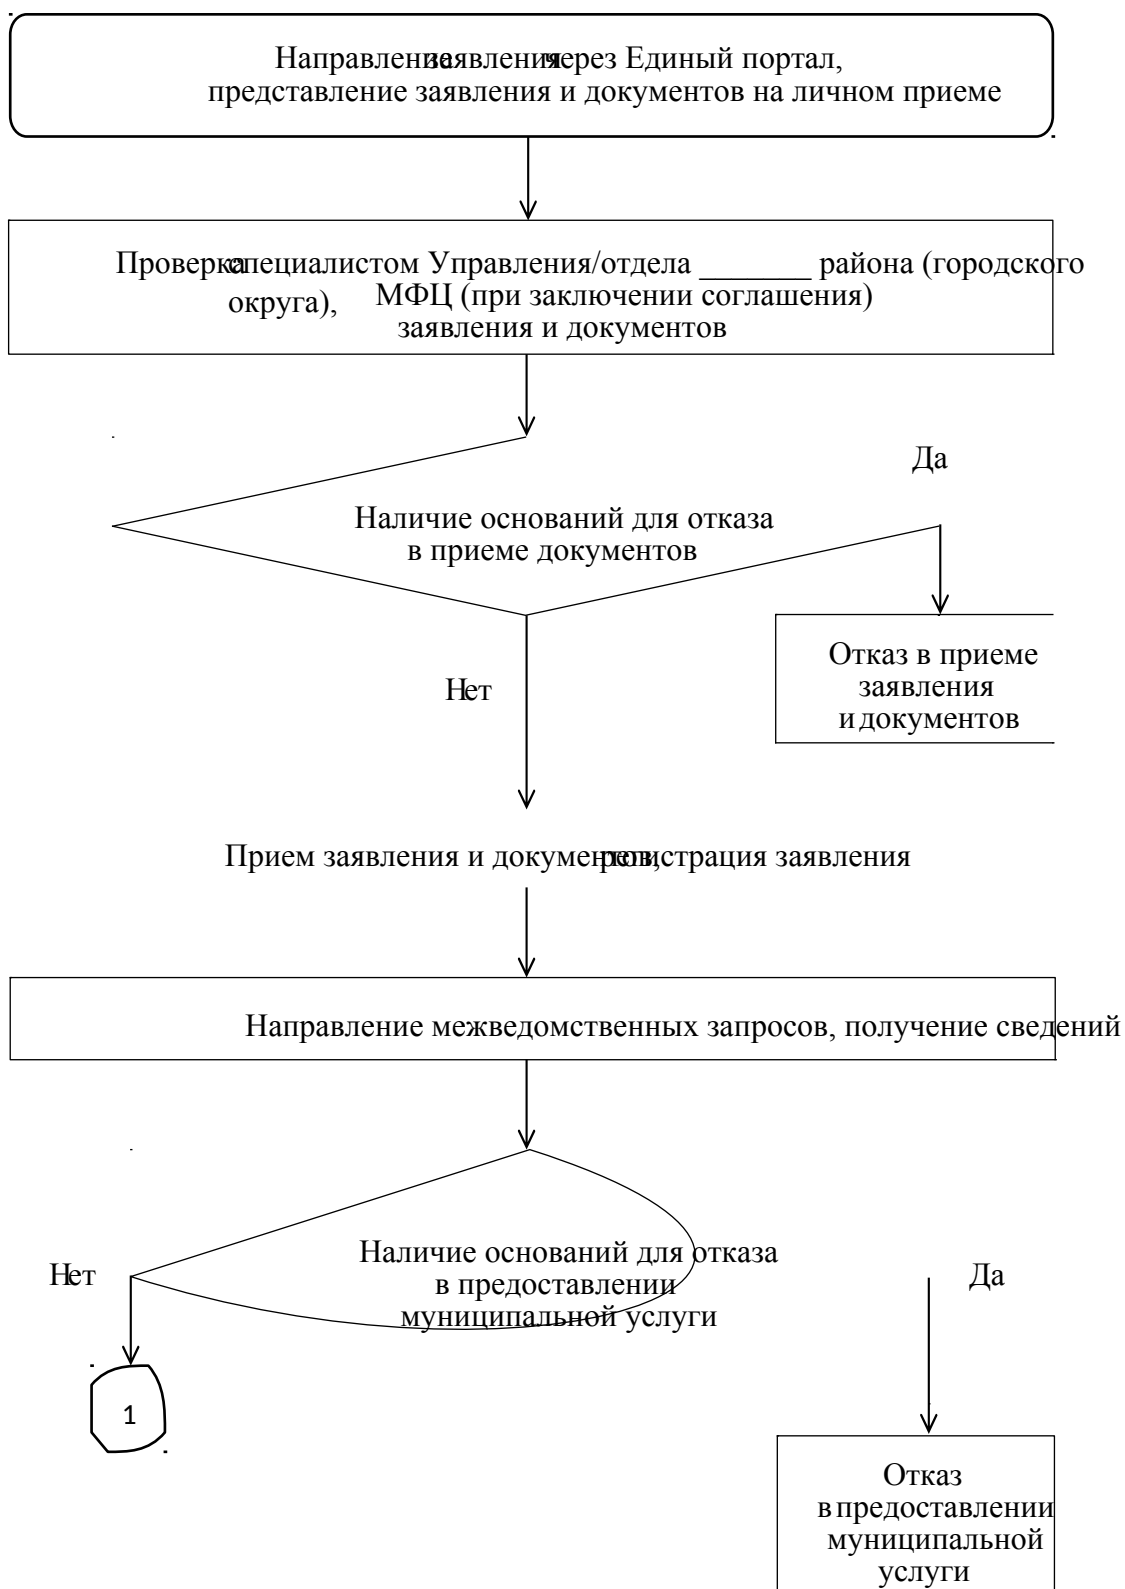 Направление заявления через Единый портал,
представление заявления и документов на личном приеме
Проверка специалистом Управления/отдела _______ района (городского
округа), МФЦ (при заключении соглашения)
заявления и документов
Да
Наличие оснований для отказа
в приеме документов
Отказ в приеме
заявления
и документов
Нет
Прием заявления и документов, регистрация заявления
Направление межведомственных запросов, получение сведений
Наличие оснований для отказа
в предоставлении
муниципальной услуги
Нет
Да
1
Отказ
в предоставлении
муниципальной
услуги